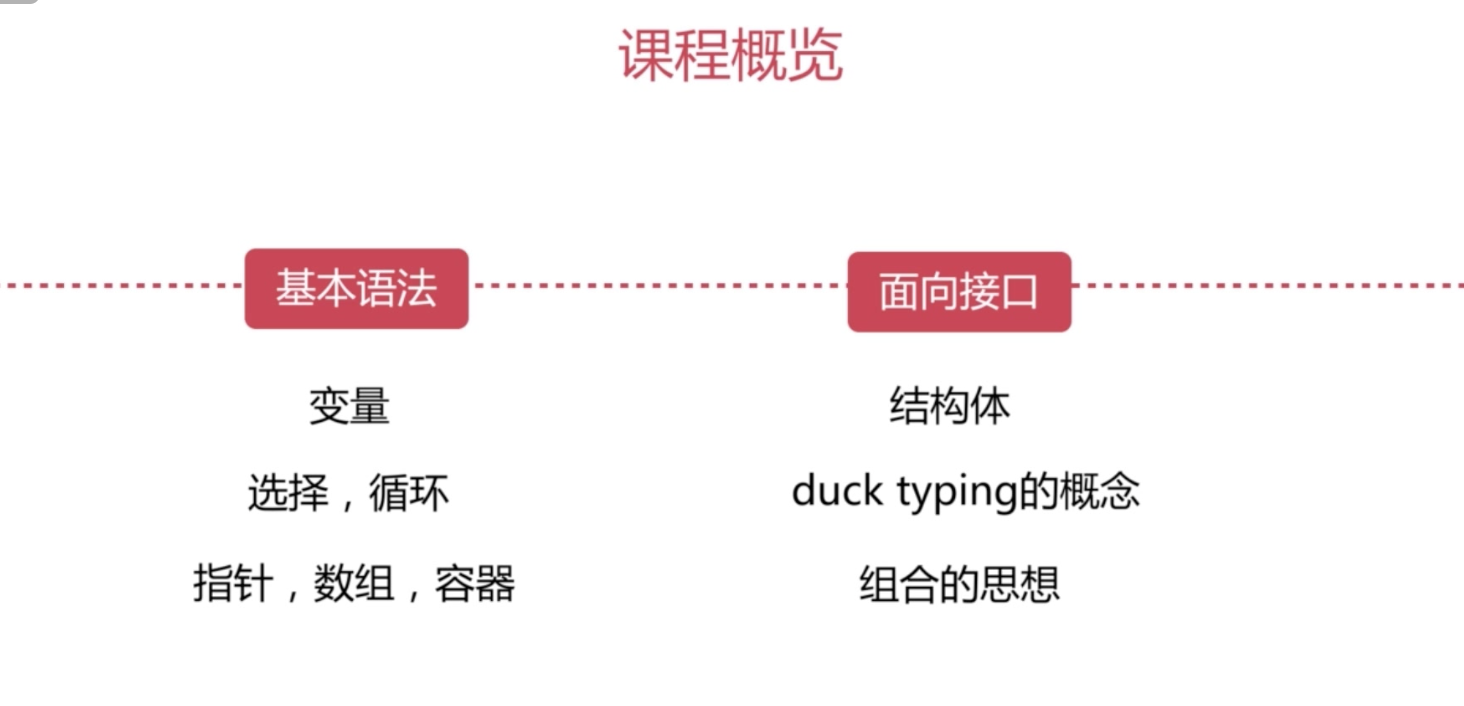 课程概览
基本语法
变量
选择，循环
指针，数组，容器
面向接口
结构体
duck typing的概念
组合的思想